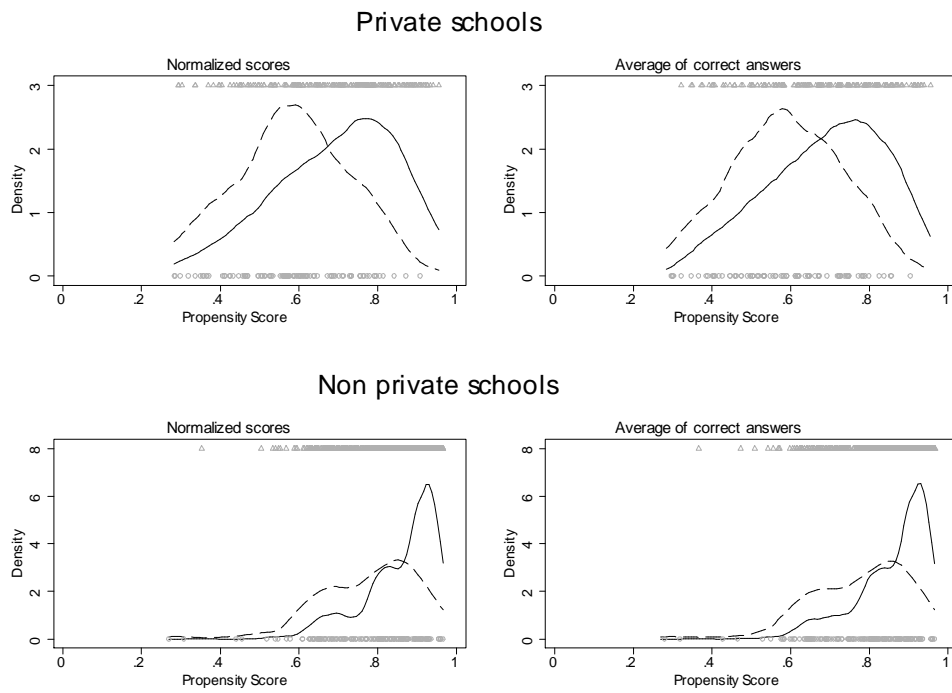 Private schools
Normalized scores
Average of correct answers
3
2
1
0
Density
0 .2 .4 .6 .8 1
Propensity Score
3
2
1
0
Density
0 .2 .4 .6 .8 1
Propensity Score
Non private schools
Normalized scores
Average of correct answers
8
6
4
2
0
Density
0 .2 .4 .6 .8 1
Propensity Score
8
6
4
2
0
Density
0 .2 .4 .6 .8 1
Propensity Score